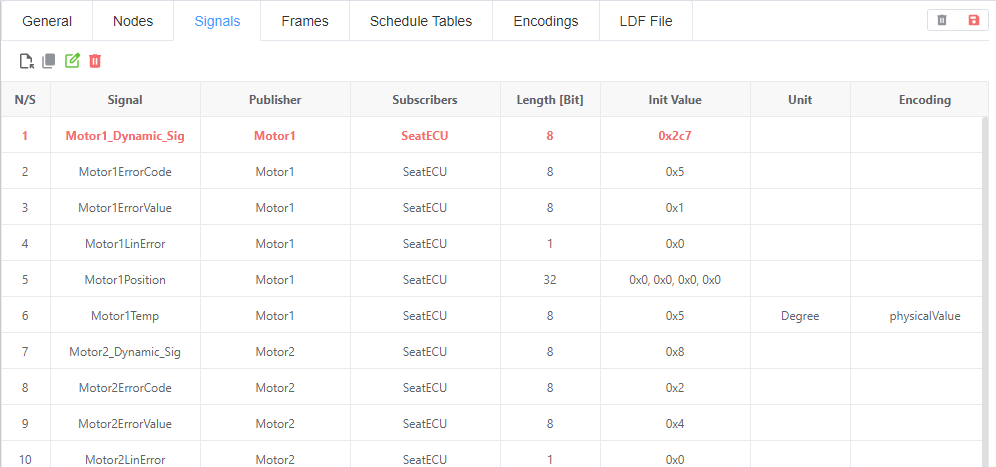 General Nodes Signals Frames Schedule Tables Encodings LDF File
N/S Signal Publisher Subscribers Length [Bit] Init Value Unit Encoding
1 Motor1_Dynamic_Sig Motor1 SeatECU 8 0x2c7
2 Motor1ErrorCode Motor1 SeatECU 8 0x5
3 Motor1ErrorValue Motor1 SeatECU 8 0x1
4 Motor1LinError Motor1 SeatECU 1 0x0
5 Motor1Position Motor1 SeatECU 32 0x0, 0x0, 0x0, 0x0
6 Motor1Temp Motor1 SeatECU 8 0x5 Degree physicalValue
7 Motor2_Dynamic_Sig Motor2 SeatECU 8 0x8
8 Motor2ErrorCode Motor2 SeatECU 8 0x2
9 Motor2ErrorValue Motor2 SeatECU 8 0x4
10 Motor2LinError Motor2 SeatECU 1 0x0